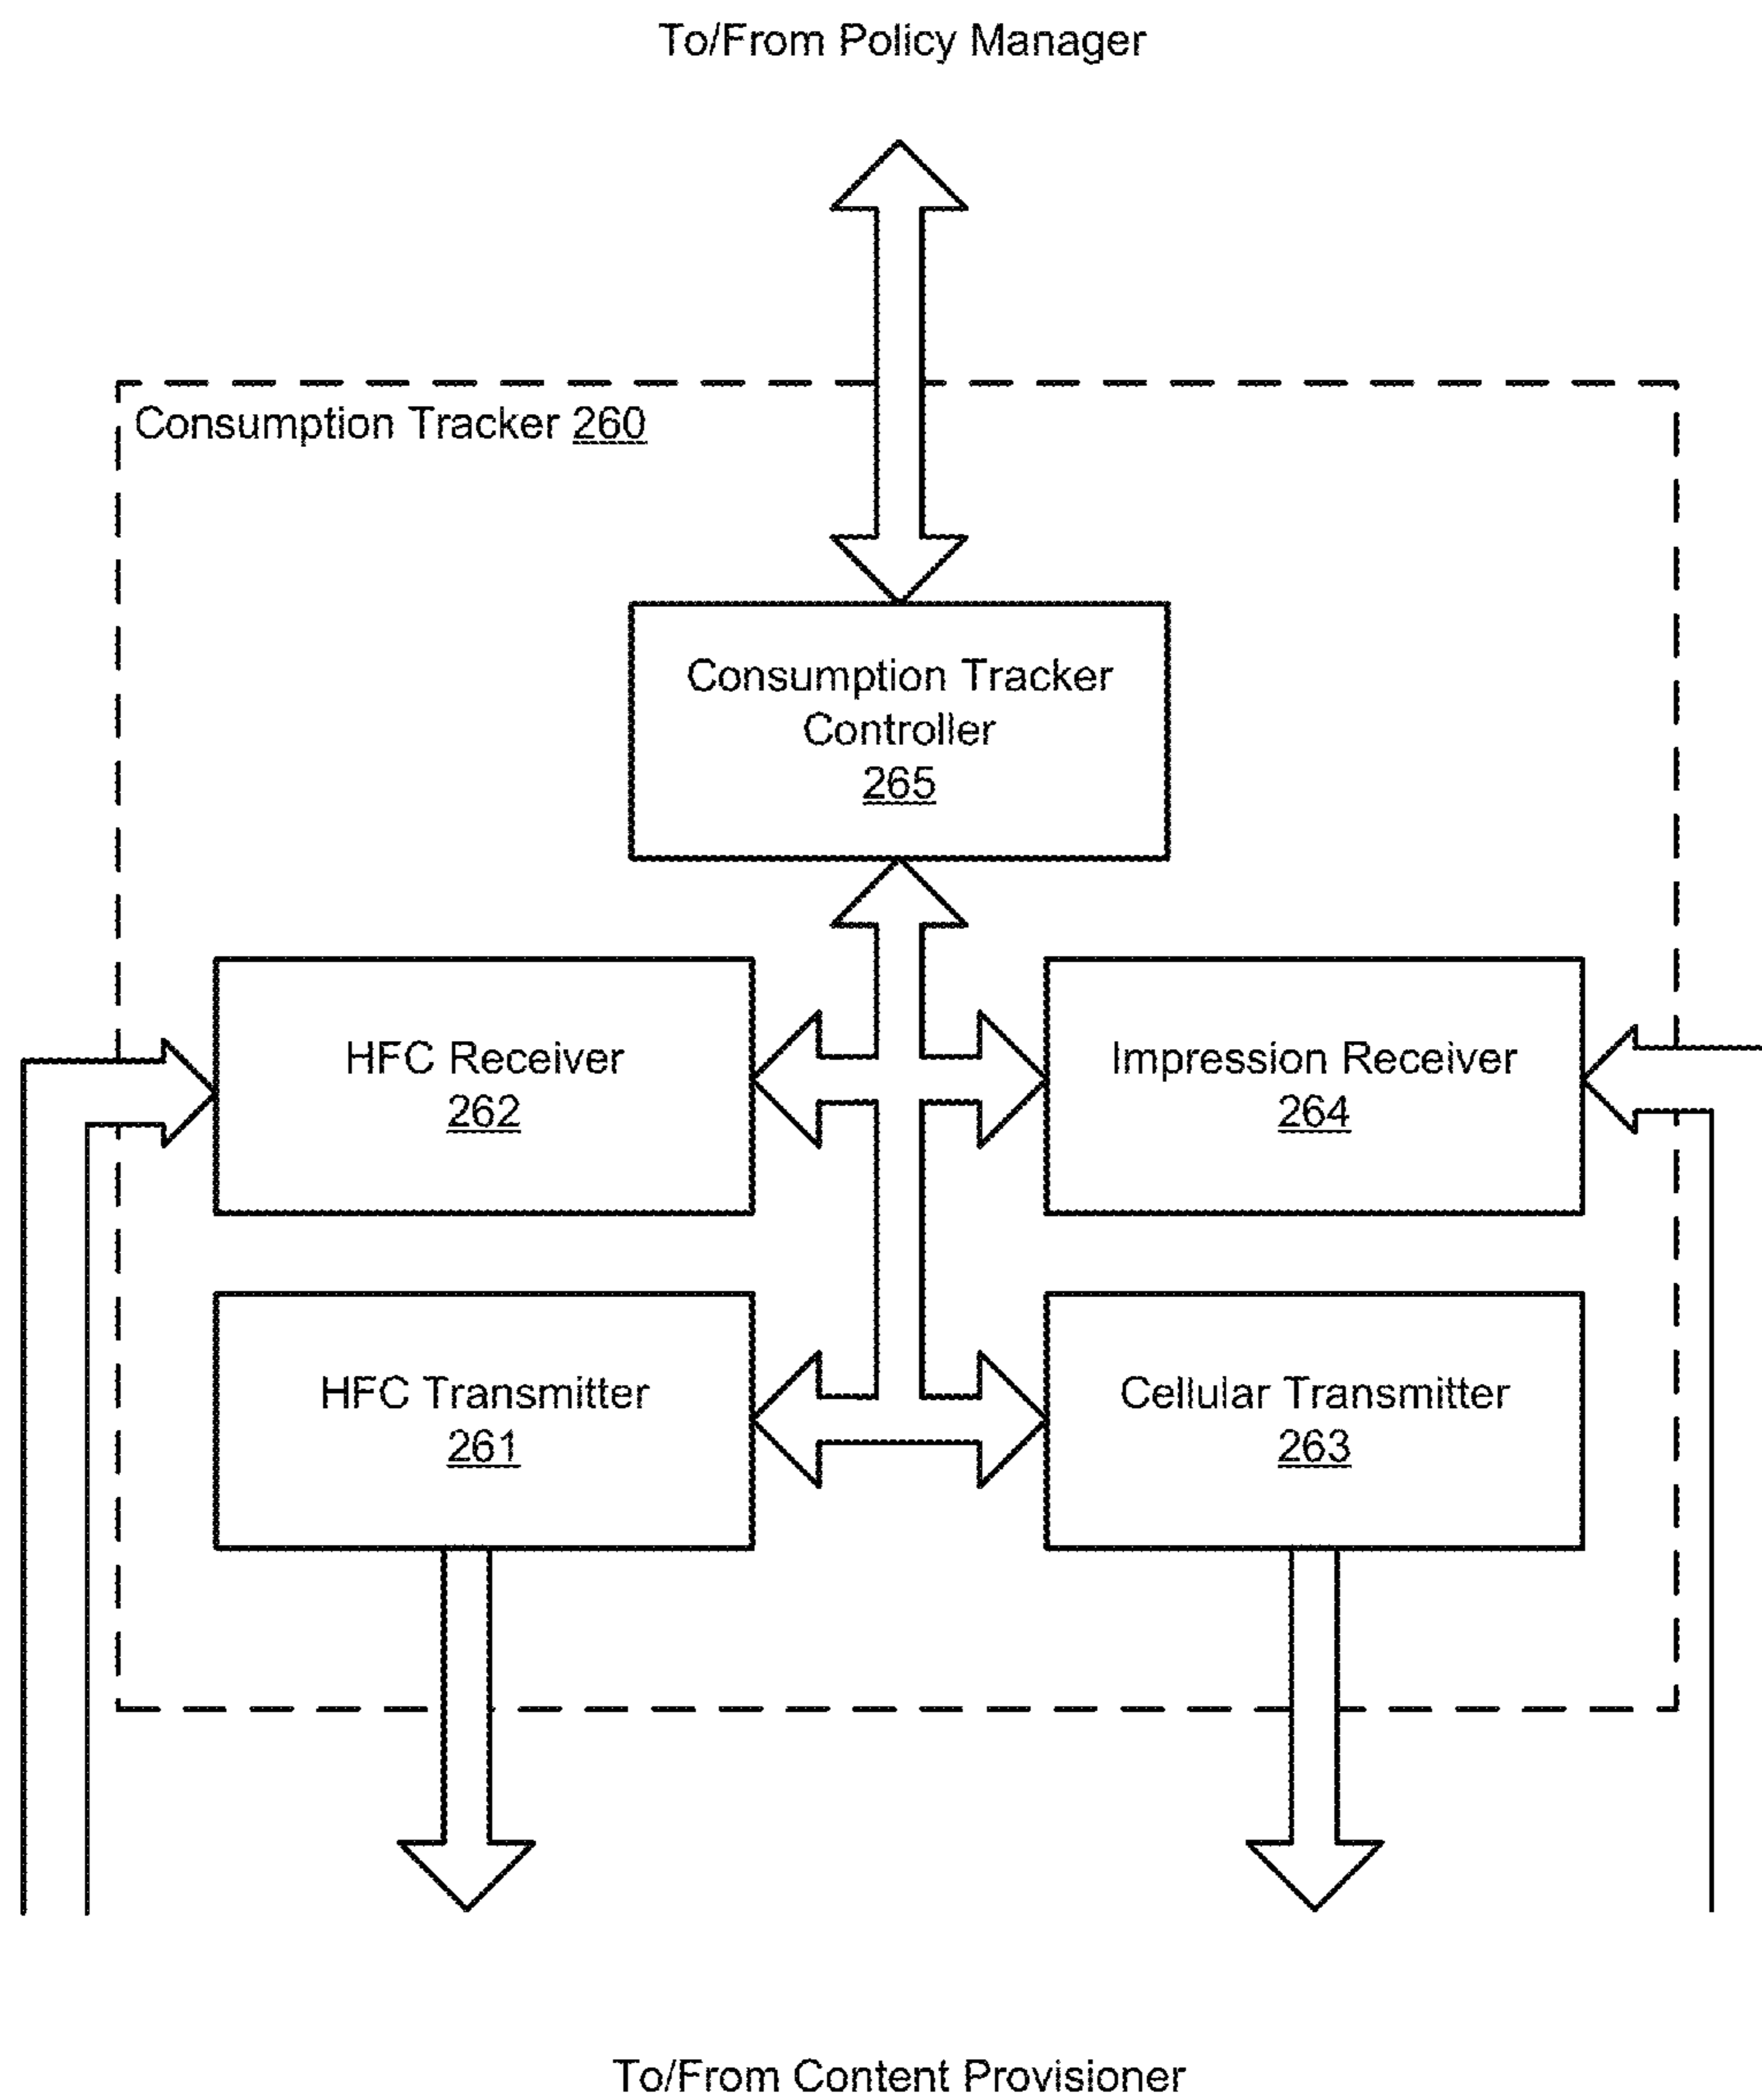 To/From Policy Manager
Consumption Tracker 260
Consumption Tracker
Controller
265
HFC Receiver
262
Impression Receiver
264
HFC Transmitter
261
Cellular Transmitter
263
To/From Content Provisioner